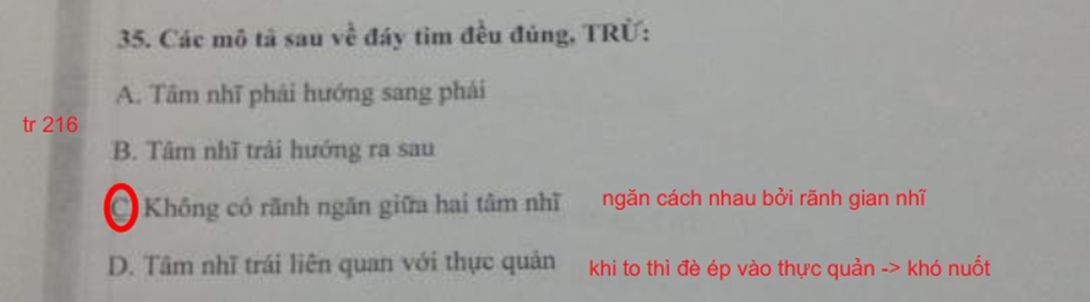 35. Các mô tả sau về đáy tim đều đúng, TRỪ:
A. Tâm nhĩ phải hướng sang phải
tr 216
B. Tâm nhĩ trái hướng ra sau
C. Không có rãnh ngăn giữa hai tâm nhĩ
ngăn cách nhau bởi rãnh gian nhĩ
D. Tâm nhĩ trái liên quan với thực quản
khi to thì đè ép vào thực quản -> khó nuốt